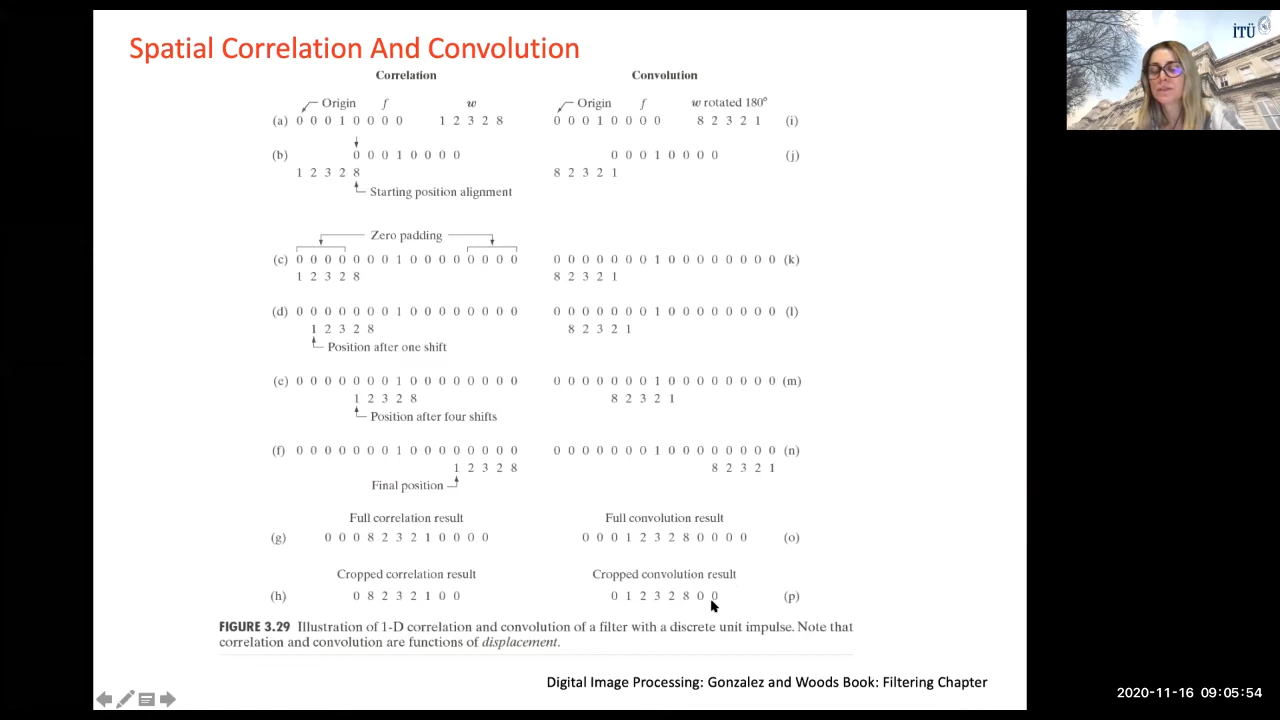 Spatial Correlation And Convolution
Correlation
Convolution
Origin f w
Origin f w rotated 180°
(a) 0 0 0 1 0 0 0 0 1 2 3 2 8
0 0 0 1 0 0 0 0 8 2 3 2 1 (i)
(b) 0 0 0 1 0 0 0 0
0 0 0 1 0 0 0 0 (j)
1 2 3 2 8
8 2 3 2 1
Starting position alignment
Zero padding
(c) 0 0 0 0 0 0 0 1 0 0 0 0 0 0 0 0
0 0 0 0 0 0 0 1 0 0 0 0 0 0 0 0 (k)
1 2 3 2 8
8 2 3 2 1
(d) 0 0 0 0 0 0 0 1 0 0 0 0 0 0 0 0
0 0 0 0 0 0 0 1 0 0 0 0 0 0 0 0 (l)
1 2 3 2 8
8 2 3 2 1
Position after one shift
(e) 0 0 0 0 0 0 0 1 0 0 0 0 0 0 0 0
0 0 0 0 0 0 0 1 0 0 0 0 0 0 0 0 (m)
1 2 3 2 8
8 2 3 2 1
Position after four shifts
(f) 0 0 0 0 0 0 0 1 0 0 0 0 0 0 0 0
0 0 0 0 0 0 0 1 0 0 0 0 0 0 0 0 (n)
1 2 3 2 8
8 2 3 2 1
Final position
Full correlation result
Full convolution result
(g) 0 0 0 8 2 3 2 1 0 0 0 0
0 0 0 1 2 3 2 8 0 0 0 0 (o)
Cropped correlation result
Cropped convolution result
(h) 0 8 2 3 2 1 0 0
0 1 2 3 2 8 0 0 (p)
FIGURE 3.29 Illustration of 1-D correlation and convolution of a filter with a discrete unit impulse. Note that
correlation and convolution are functions of displacement.
Digital Image Processing: Gonzalez and Woods Book: Filtering Chapter
İTÜ
2020-11-16 09:05:54